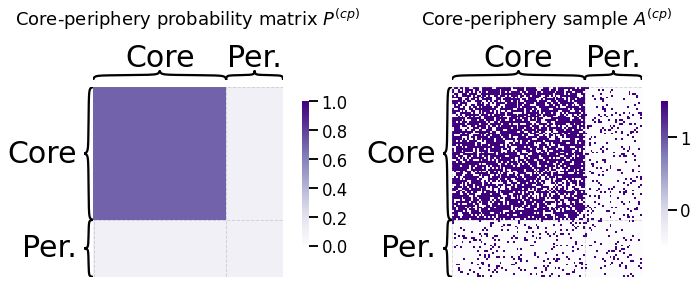 Core-periphery probability matrix P^(cp)
Core Per.
Core
Per.
1.0
0.8
0.6
0.4
0.2
0.0
Core-periphery sample A^(cp)
Core Per.
Core
Per.
1
0